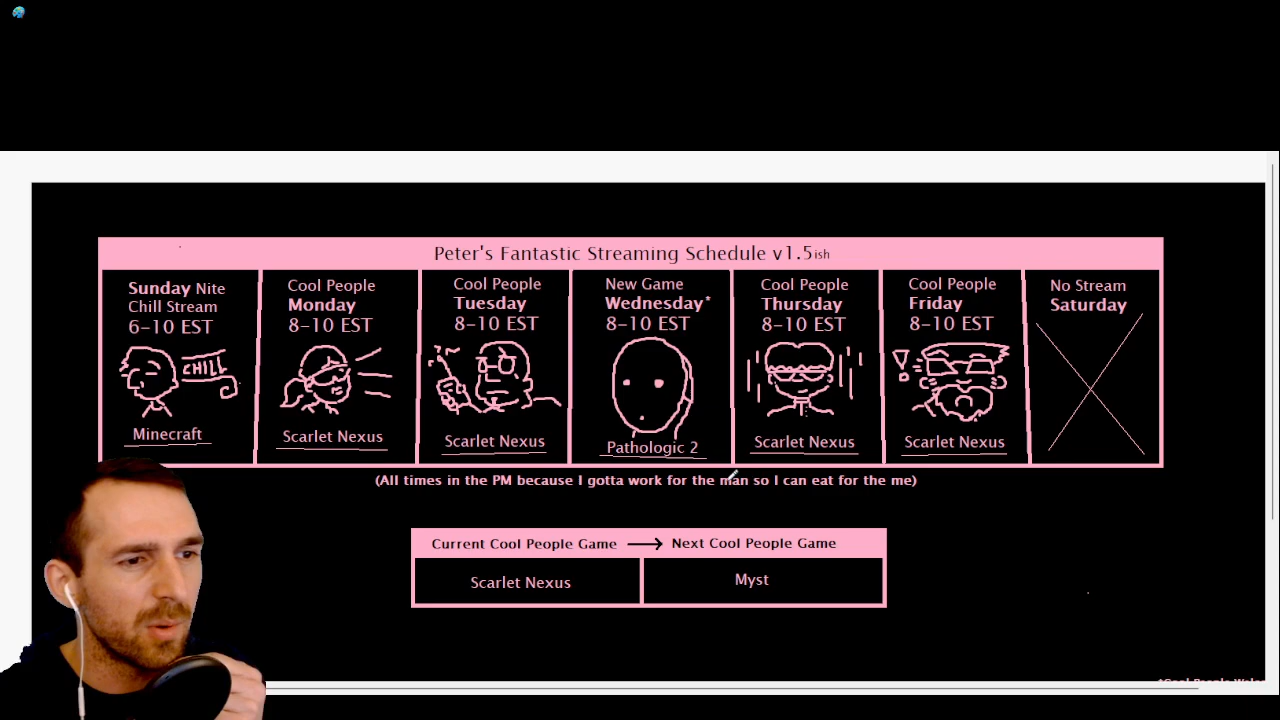 Peter's Fantastic Streaming Schedule v1.5ish
Sunday Nite
Chill Stream
6-10 EST
CHILL
Minecraft
Cool People
Monday
8-10 EST
Scarlet Nexus
Cool People
Tuesday
8-10 EST
Scarlet Nexus
New Game
Wednesday*
8-10 EST
Pathologic 2
Cool People
Thursday
8-10 EST
Scarlet Nexus
Cool People
Friday
8-10 EST
!
Scarlet Nexus
No Stream
Saturday
(All times in the PM because I gotta work for the man so I can eat for the me)
Current Cool People Game → Next Cool People Game
Scarlet Nexus
Myst
*Cool People